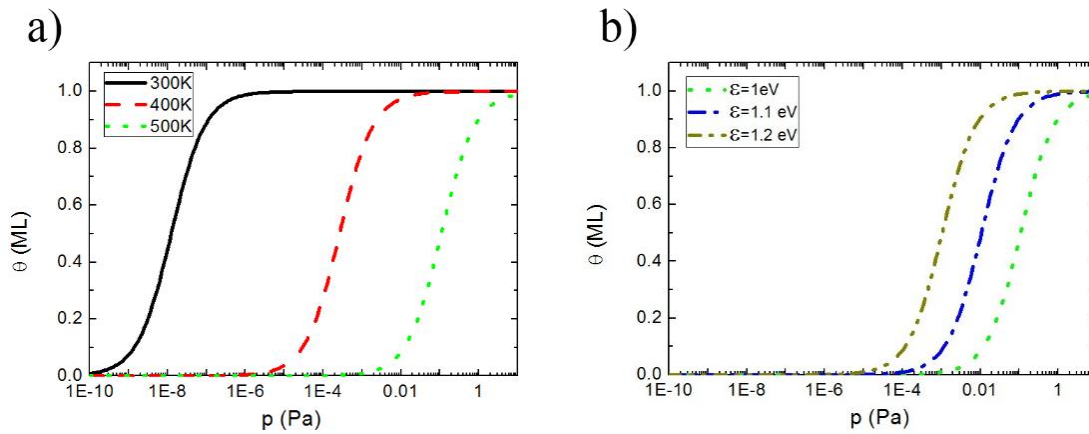 a)
1.0
0.8
0.6
0.4
0.2
0.0
θ (ML)
300K
400K
500K
1E-10 1E-8 1E-6 1E-4 0.01 1
p (Pa)
b)
1.0
0.8
0.6
0.4
0.2
0.0
θ (ML)
ε=1eV
ε=1.1 eV
ε=1.2 eV
1E-10 1E-8 1E-6 1E-4 0.01 1
p (Pa)